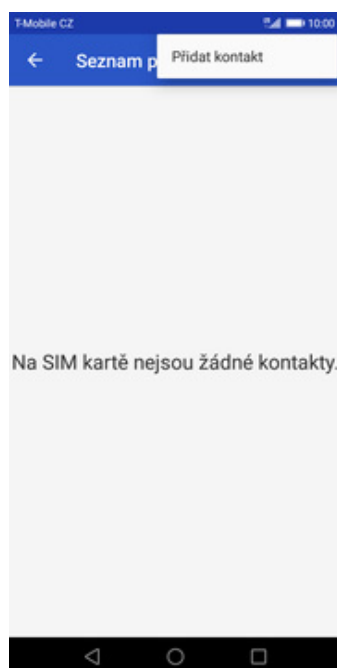 T-Mobile CZ 10:00
Seznam p
Přidat kontakt
Na SIM kartě nejsou žádné kontakty.